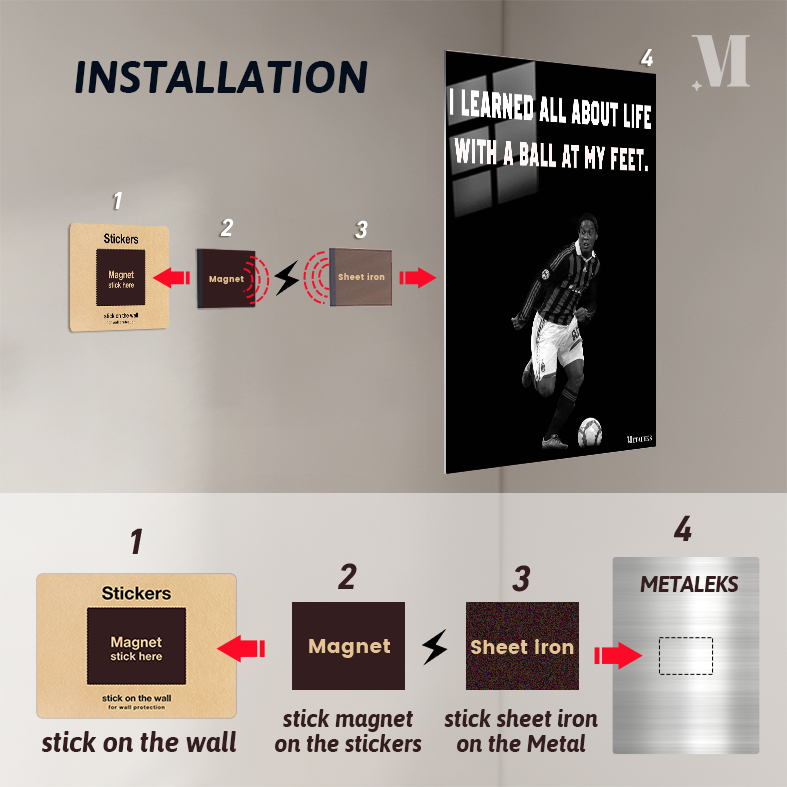 INSTALLATION
M
4
I LEARNED ALL ABOUT LIFE
WITH A BALL AT MY FEET.
METALEKS
1
Stickers
Magnet
stick here
stick on the wall
for wall protection
2
Magnet
3
Sheet iron
1
Stickers
Magnet
stick here
stick on the wall
for wall protection
stick on the wall
2
Magnet
stick magnet
on the stickers
3
Sheet iron
stick sheet iron
on the Metal
4
METALEKS